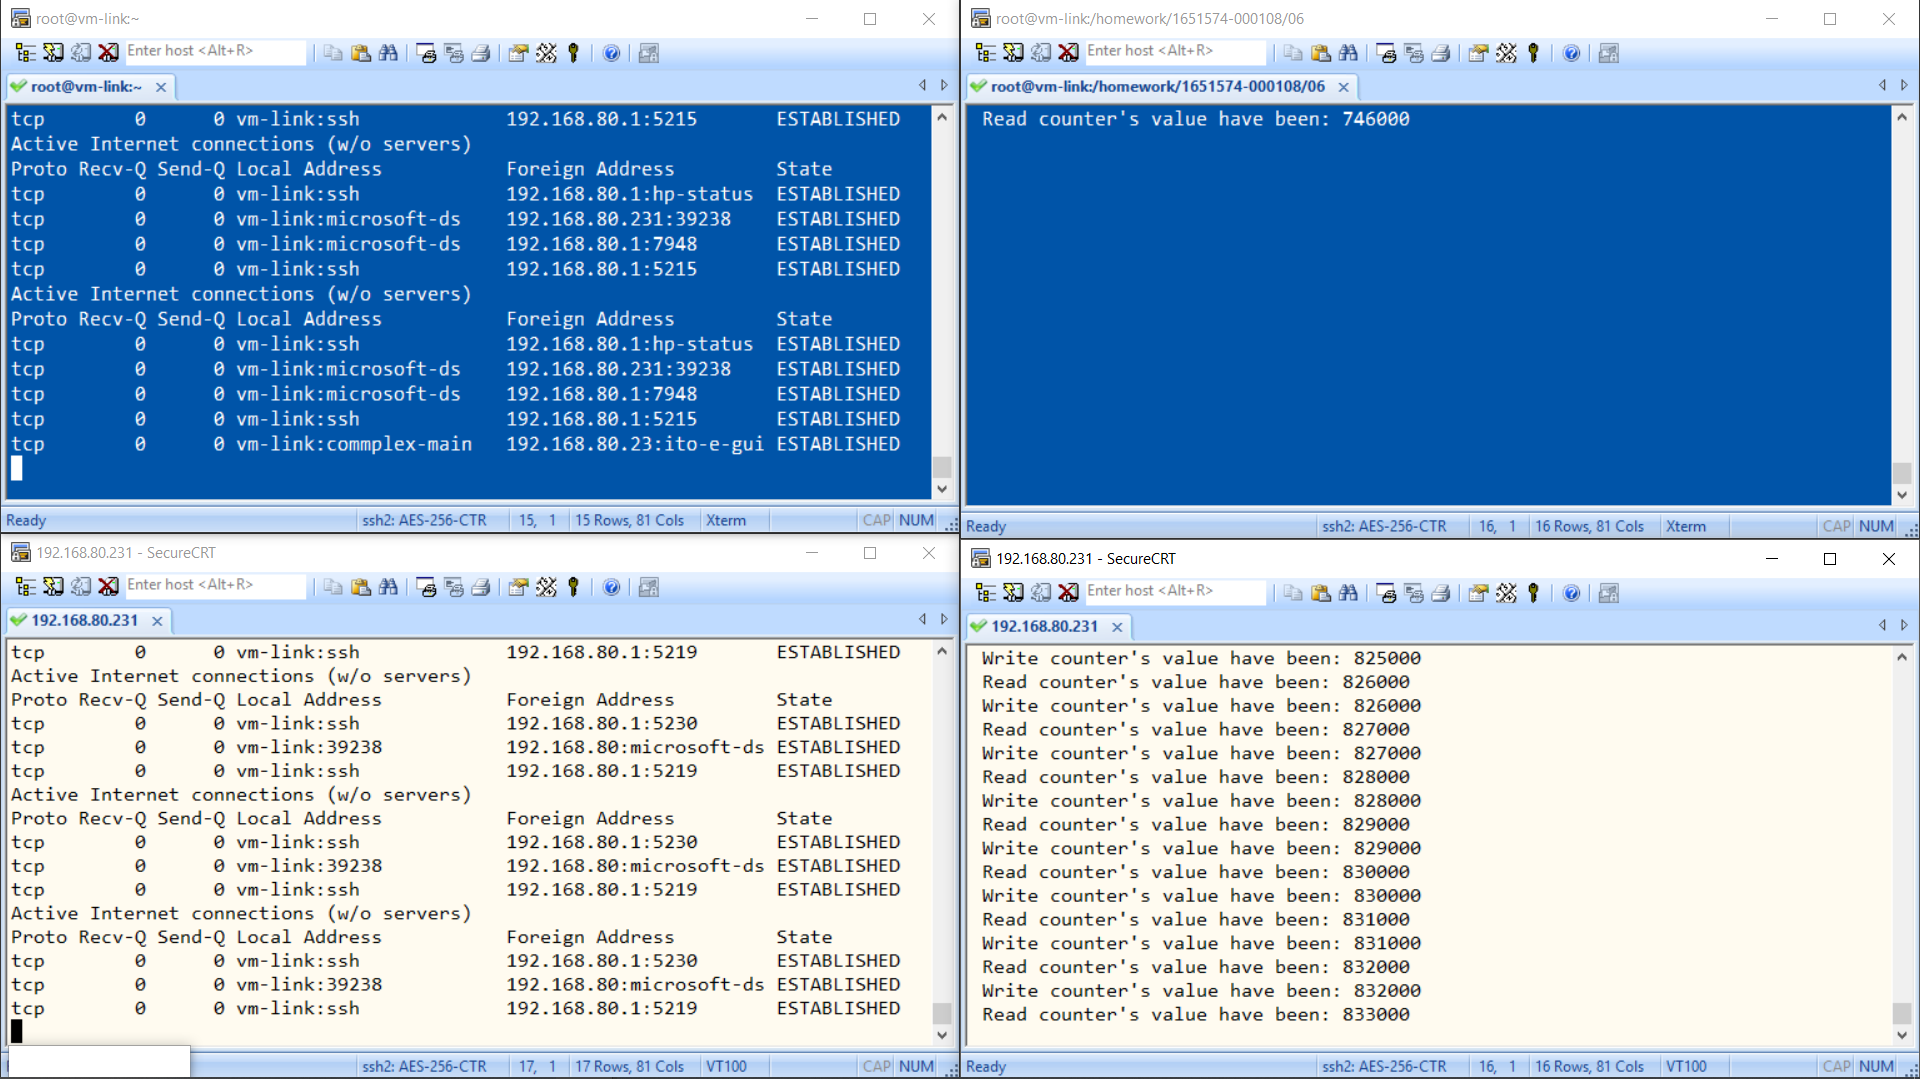 root@vm-link:~
Enter host <Alt+R>
root@vm-link:~
tcp 0 0 vm-link:ssh 192.168.80.1:5215 ESTABLISHED
Active Internet connections (w/o servers)
Proto Recv-Q Send-Q Local Address Foreign Address State
tcp 0 0 vm-link:ssh 192.168.80.1:hp-status ESTABLISHED
tcp 0 0 vm-link:microsoft-ds 192.168.80.231:39238 ESTABLISHED
tcp 0 0 vm-link:microsoft-ds 192.168.80.1:7948 ESTABLISHED
tcp 0 0 vm-link:ssh 192.168.80.1:5215 ESTABLISHED
Active Internet connections (w/o servers)
Proto Recv-Q Send-Q Local Address Foreign Address State
tcp 0 0 vm-link:ssh 192.168.80.1:hp-status ESTABLISHED
tcp 0 0 vm-link:microsoft-ds 192.168.80.231:39238 ESTABLISHED
tcp 0 0 vm-link:microsoft-ds 192.168.80.1:7948 ESTABLISHED
tcp 0 0 vm-link:ssh 192.168.80.1:5215 ESTABLISHED
tcp 0 0 vm-link:commplex-main 192.168.80.23:ito-e-gui ESTABLISHED
Ready ssh2: AES-256-CTR 15, 1 15 Rows, 81 Cols Xterm CAP NUM
root@vm-link:/homework/1651574-000108/06
Enter host <Alt+R>
root@vm-link:/homework/1651574-000108/06
Read counter's value have been: 746000
Ready ssh2: AES-256-CTR 16, 1 16 Rows, 81 Cols Xterm CAP NUM
192.168.80.231 - SecureCRT
Enter host <Alt+R>
192.168.80.231
tcp 0 0 vm-link:ssh 192.168.80.1:5219 ESTABLISHED
Active Internet connections (w/o servers)
Proto Recv-Q Send-Q Local Address Foreign Address State
tcp 0 0 vm-link:ssh 192.168.80.1:5230 ESTABLISHED
tcp 0 0 vm-link:39238 192.168.80:microsoft-ds ESTABLISHED
tcp 0 0 vm-link:ssh 192.168.80.1:5219 ESTABLISHED
Active Internet connections (w/o servers)
Proto Recv-Q Send-Q Local Address Foreign Address State
tcp 0 0 vm-link:ssh 192.168.80.1:5230 ESTABLISHED
tcp 0 0 vm-link:39238 192.168.80:microsoft-ds ESTABLISHED
tcp 0 0 vm-link:ssh 192.168.80.1:5219 ESTABLISHED
Active Internet connections (w/o servers)
Proto Recv-Q Send-Q Local Address Foreign Address State
tcp 0 0 vm-link:ssh 192.168.80.1:5230 ESTABLISHED
tcp 0 0 vm-link:39238 192.168.80:microsoft-ds ESTABLISHED
tcp 0 0 vm-link:ssh 192.168.80.1:5219 ESTABLISHED
ssh2: AES-256-CTR 17, 1 17 Rows, 81 Cols VT100 CAP NUM
192.168.80.231 - SecureCRT
Enter host <Alt+R>
192.168.80.231
Write counter's value have been: 825000
Read counter's value have been: 826000
Write counter's value have been: 826000
Read counter's value have been: 827000
Write counter's value have been: 827000
Read counter's value have been: 828000
Write counter's value have been: 828000
Read counter's value have been: 829000
Write counter's value have been: 829000
Read counter's value have been: 830000
Write counter's value have been: 830000
Read counter's value have been: 831000
Write counter's value have been: 831000
Read counter's value have been: 832000
Write counter's value have been: 832000
Read counter's value have been: 833000
Ready ssh2: AES-256-CTR 16, 1 16 Rows, 81 Cols VT100 CAP NUM